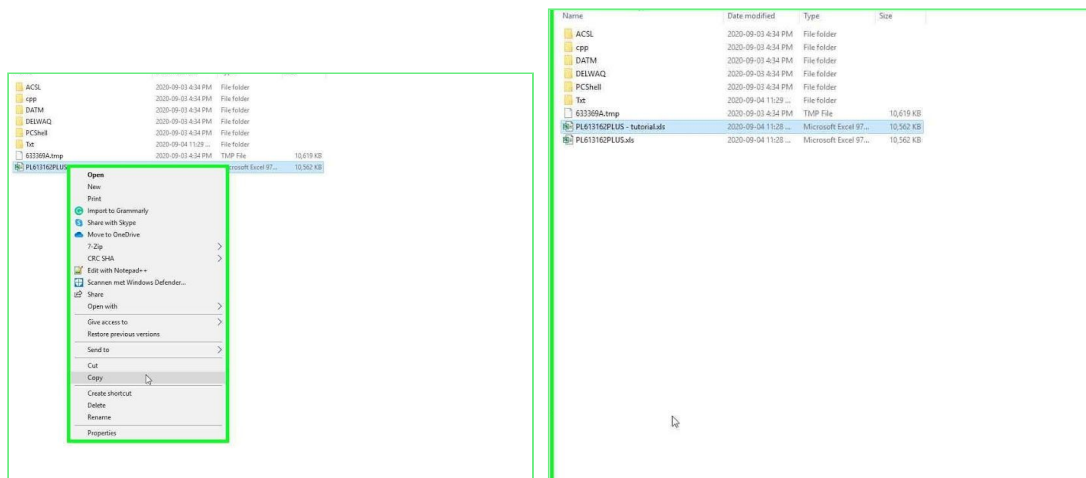 ACSL 2020-09-03 4:34 PM File folder
cpp 2020-09-03 4:34 PM File folder
DATM 2020-09-03 4:34 PM File folder
DELWAQ 2020-09-03 4:34 PM File folder
PCShell 2020-09-03 4:34 PM File folder
Txt 2020-09-04 11:29 ... File folder
633369A.tmp 2020-09-03 4:34 PM TMP File 10,619 KB
PL613162PLUS crosoft Excel 97... 10,562 KB
Open
New
Print
Import to Grammarly
Share with Skype
Move to OneDrive
7-Zip
CRC SHA
Edit with Notepad++
Scannen met Windows Defender...
Share
Open with
Give access to
Restore previous versions
Send to
Cut
Copy
Create shortcut
Delete
Rename
Properties
Name Date modified Type Size
ACSL 2020-09-03 4:34 PM File folder
cpp 2020-09-03 4:34 PM File folder
DATM 2020-09-03 4:34 PM File folder
DELWAQ 2020-09-03 4:34 PM File folder
PCShell 2020-09-03 4:34 PM File folder
Txt 2020-09-04 11:29 ... File folder
633369A.tmp 2020-09-03 4:34 PM TMP File 10,619 KB
PL613162PLUS - tutorial.xls 2020-09-04 11:28 ... Microsoft Excel 97... 10,562 KB
PL613162PLUS.xls 2020-09-04 11:28 ... Microsoft Excel 97... 10,562 KB